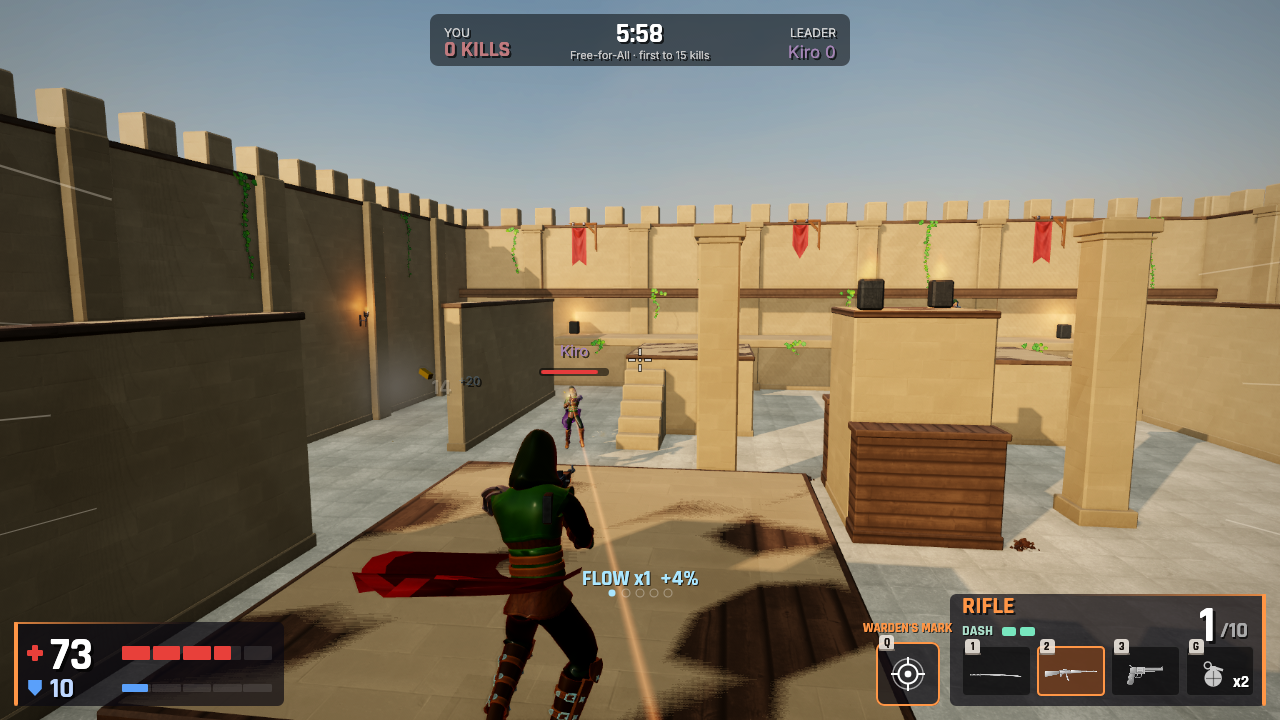 YOU
0 KILLS
5:58
Free-for-All · first to 15 kills
LEADER
Kiro 0
Kiro
14 +20
FLOW x1 +4%
73
10
WARDEN'S MARK
Q
RIFLE
DASH
1/10
1
2
3
G
x2